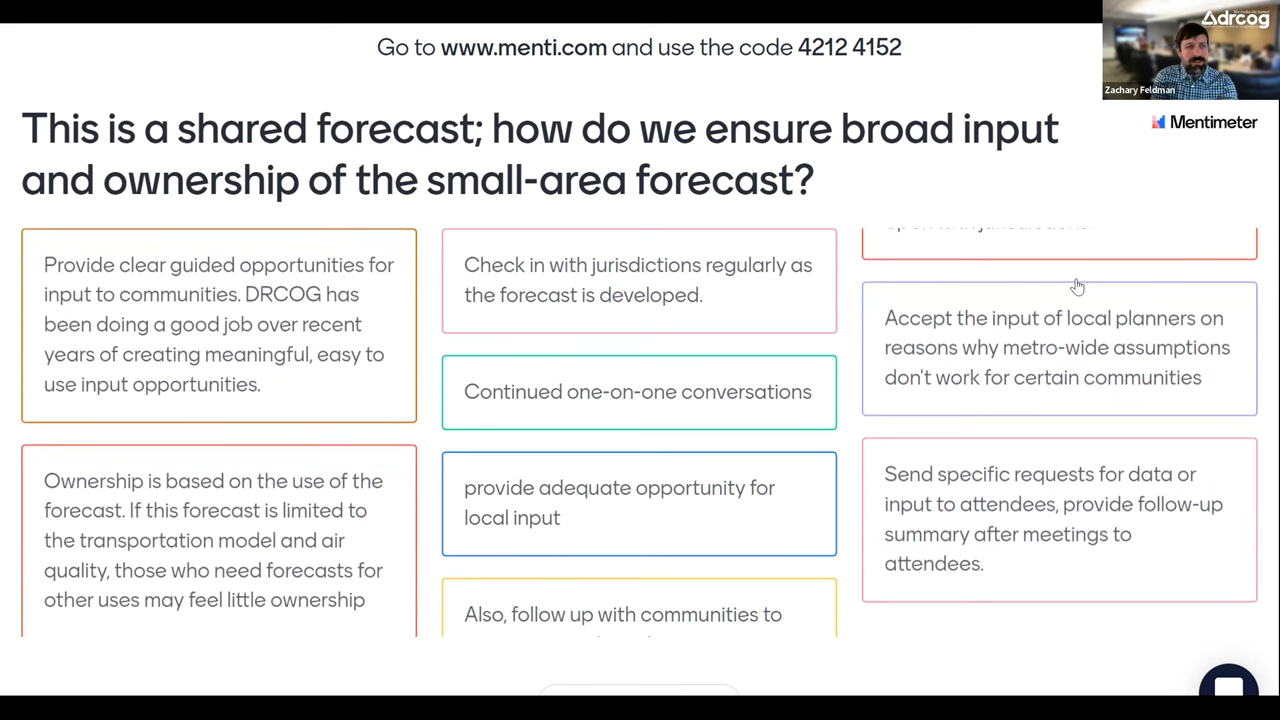 Go to www.menti.com and use the code 4212 4152
drcog
Zachary Feldman
Mentimeter
This is a shared forecast; how do we ensure broad input
and ownership of the small-area forecast?
Provide clear guided opportunities for
input to communities. DRCOG has
been doing a good job over recent
years of creating meaningful, easy to
use input opportunities.
Ownership is based on the use of the
forecast. If this forecast is limited to
the transportation model and air
quality, those who need forecasts for
other uses may feel little ownership
Check in with jurisdictions regularly as
the forecast is developed.
Continued one-on-one conversations
provide adequate opportunity for
local input
Also, follow up with communities to
Accept the input of local planners on
reasons why metro-wide assumptions
don't work for certain communities
Send specific requests for data or
input to attendees, provide follow-up
summary after meetings to
attendees.